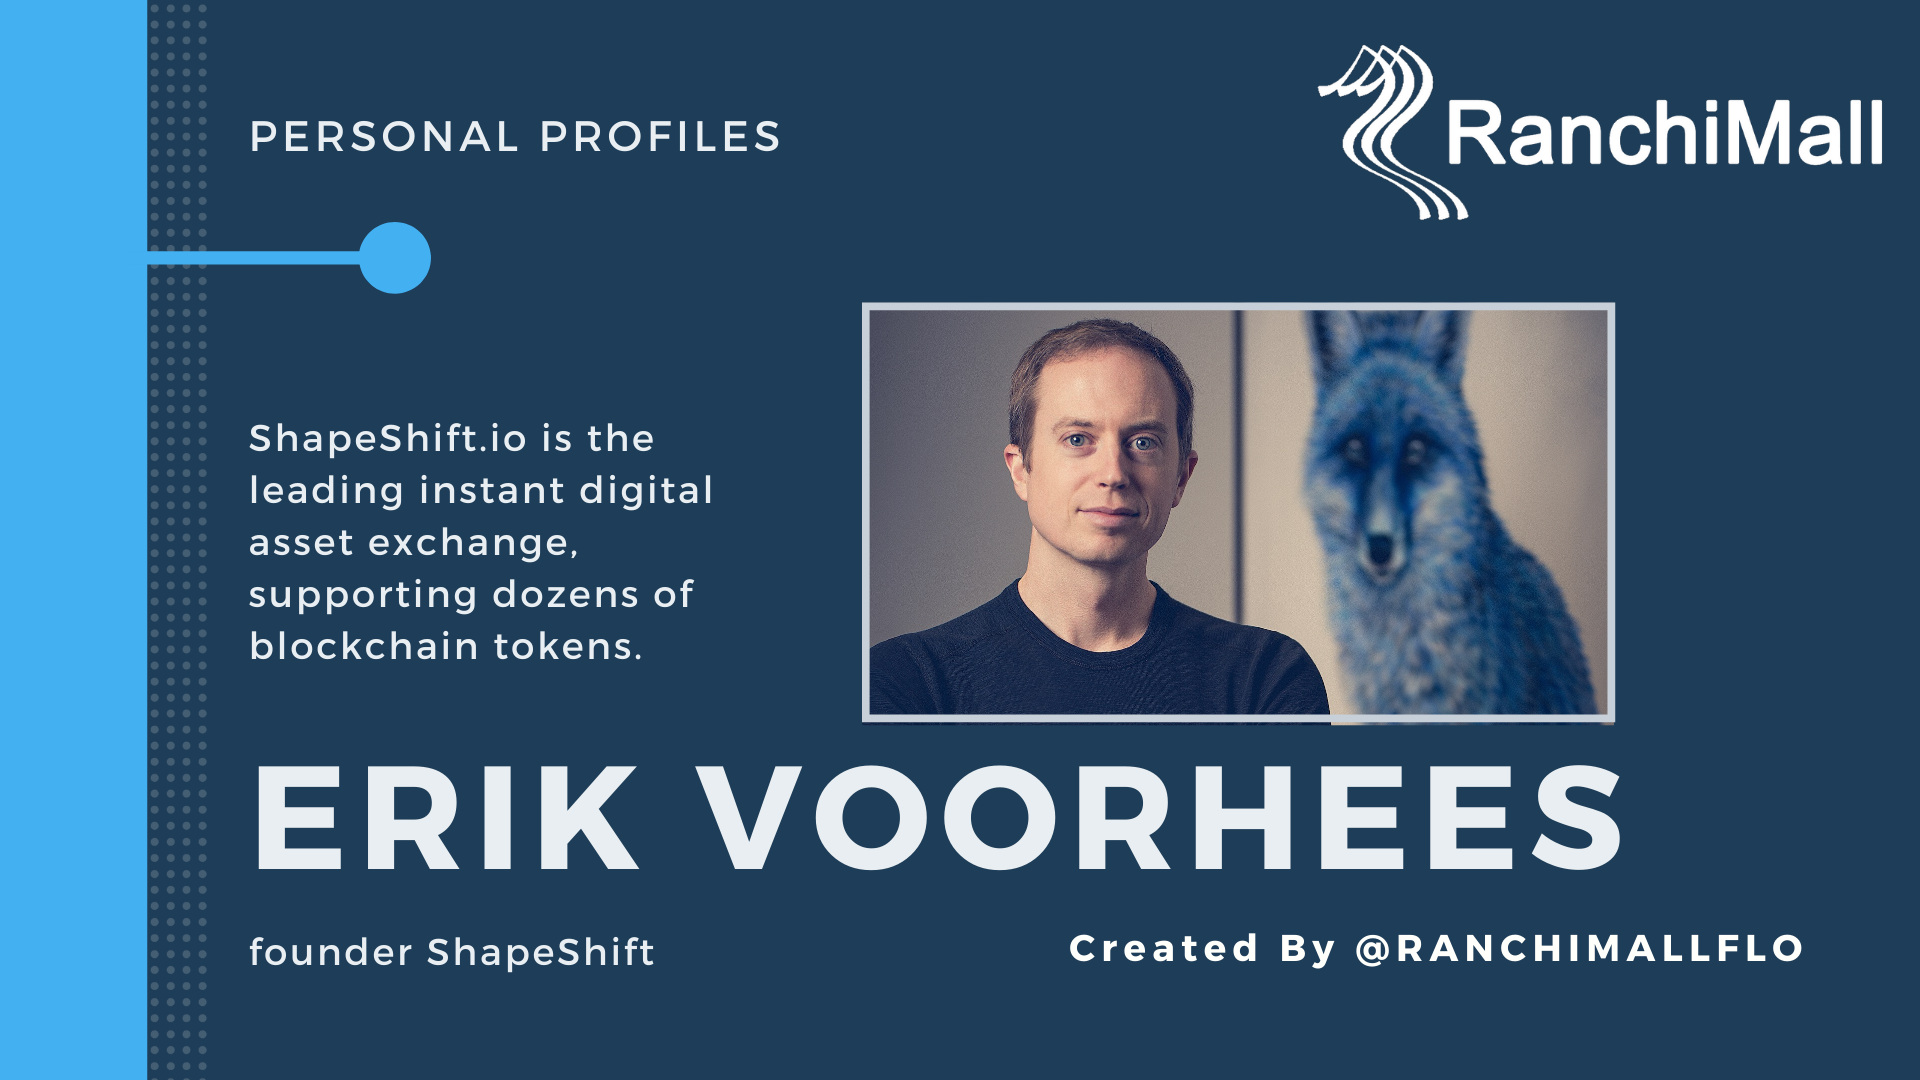 PERSONAL PROFILES
RanchiMall
ShapeShift.io is the
leading instant digital
asset exchange,
supporting dozens of
blockchain tokens.
ERIK VOORHEES
founder ShapeShift
Created By @RANCHIMALLFLO